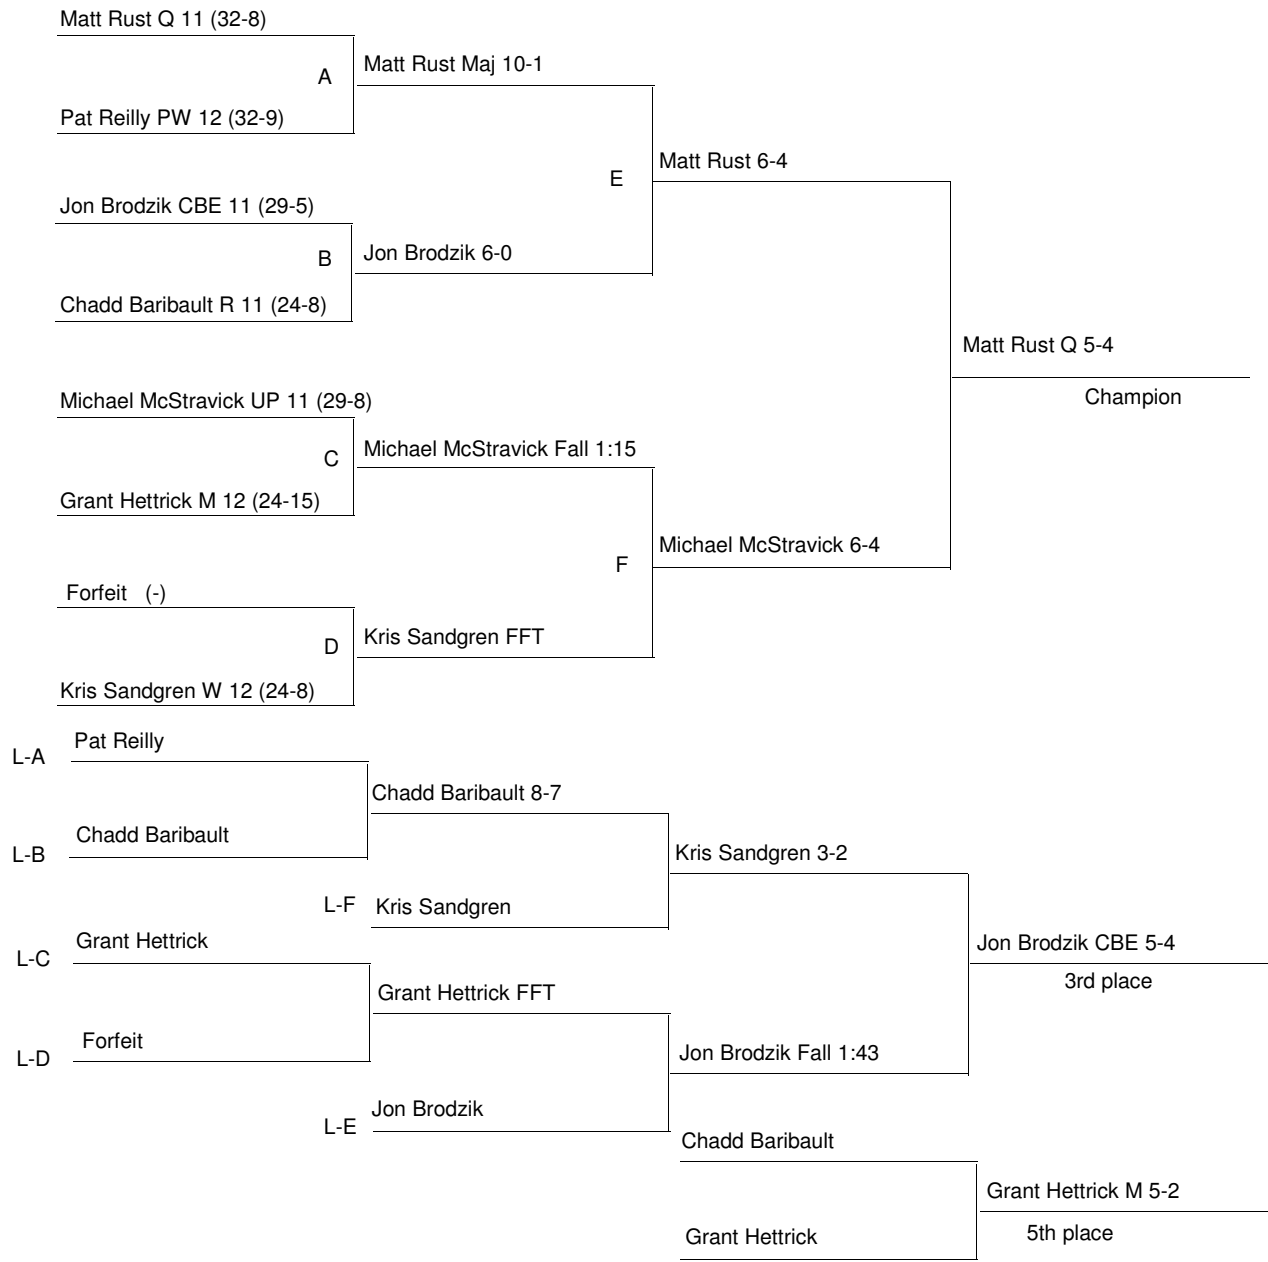 Matt Rust Q 11 (32-8)
A
Matt Rust Maj 10-1
Pat Reilly PW 12 (32-9)
E
Matt Rust 6-4
Jon Brodzik CBE 11 (29-5)
B
Jon Brodzik 6-0
Chadd Baribault R 11 (24-8)
Matt Rust Q 5-4
Champion
Michael McStravick UP 11 (29-8)
C
Michael McStravick Fall 1:15
Grant Hettrick M 12 (24-15)
F
Michael McStravick 6-4
Forfeit (-)
D
Kris Sandgren FFT
Kris Sandgren W 12 (24-8)
L-A
Pat Reilly
Chadd Baribault 8-7
L-B
Chadd Baribault
Kris Sandgren 3-2
L-F
Kris Sandgren
L-C
Grant Hettrick
Jon Brodzik CBE 5-4
3rd place
Grant Hettrick FFT
L-D
Forfeit
Jon Brodzik Fall 1:43
L-E
Jon Brodzik
Chadd Baribault
Grant Hettrick M 5-2
5th place
Grant Hettrick